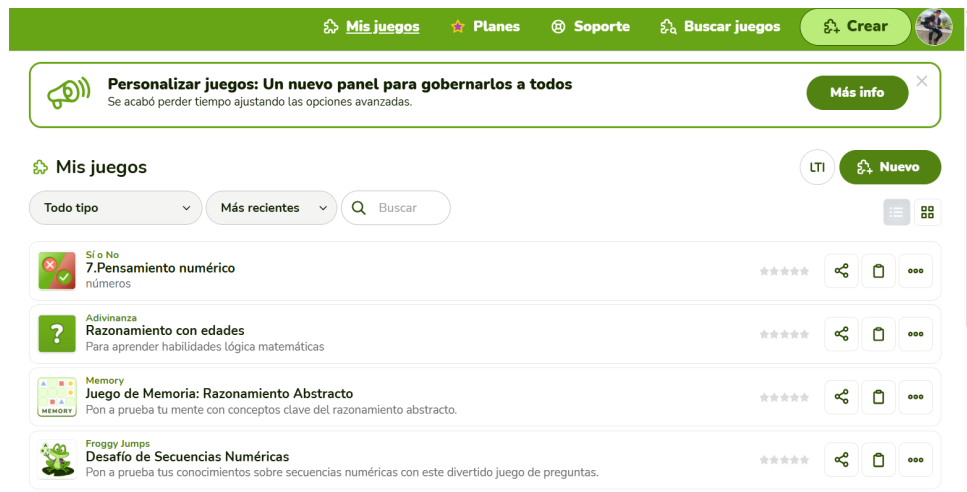 Mis juegos
Planes
Soporte
Buscar juegos
Crear
Personalizar juegos: Un nuevo panel para gobernarlos a todos
Se acabó perder tiempo ajustando las opciones avanzadas.
Más info
Mis juegos
LTI
Nuevo
Todo tipo
Más recientes
Buscar
Sí o No
7.Pensamiento numérico
números
Adivinanza
Razonamiento con edades
Para aprender habilidades lógica matemáticas
MEMORY
Memory
Juego de Memoria: Razonamiento Abstracto
Pon a prueba tu mente con conceptos clave del razonamiento abstracto.
Froggy Jumps
Desafío de Secuencias Numéricas
Pon a prueba tus conocimientos sobre secuencias numéricas con este divertido juego de preguntas.